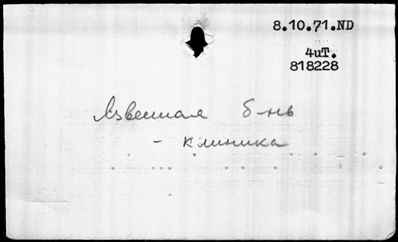 8.10.71.ND
4uT.
818228
Язвенная б-нь
- клиника